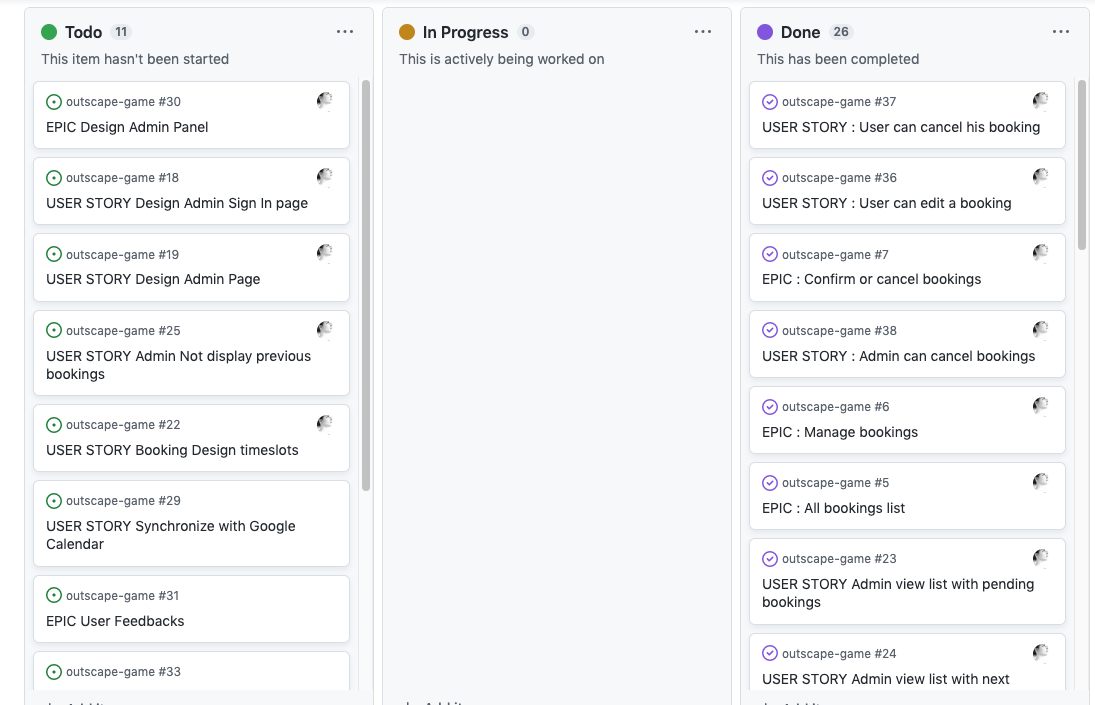 Todo 11
This item hasn't been started
outscape-game #30
EPIC Design Admin Panel
outscape-game #18
USER STORY Design Admin Sign In page
outscape-game #19
USER STORY Design Admin Page
outscape-game #25
USER STORY Admin Not display previous
bookings
outscape-game #22
USER STORY Booking Design timeslots
outscape-game #29
USER STORY Synchronize with Google
Calendar
outscape-game #31
EPIC User Feedbacks
outscape-game #33
In Progress 0
This is actively being worked on
Done 26
This has been completed
outscape-game #37
USER STORY : User can cancel his booking
outscape-game #36
USER STORY : User can edit a booking
outscape-game #7
EPIC : Confirm or cancel bookings
outscape-game #38
USER STORY : Admin can cancel bookings
outscape-game #6
EPIC : Manage bookings
outscape-game #5
EPIC : All bookings list
outscape-game #23
USER STORY Admin view list with pending
bookings
outscape-game #24
USER STORY Admin view list with next